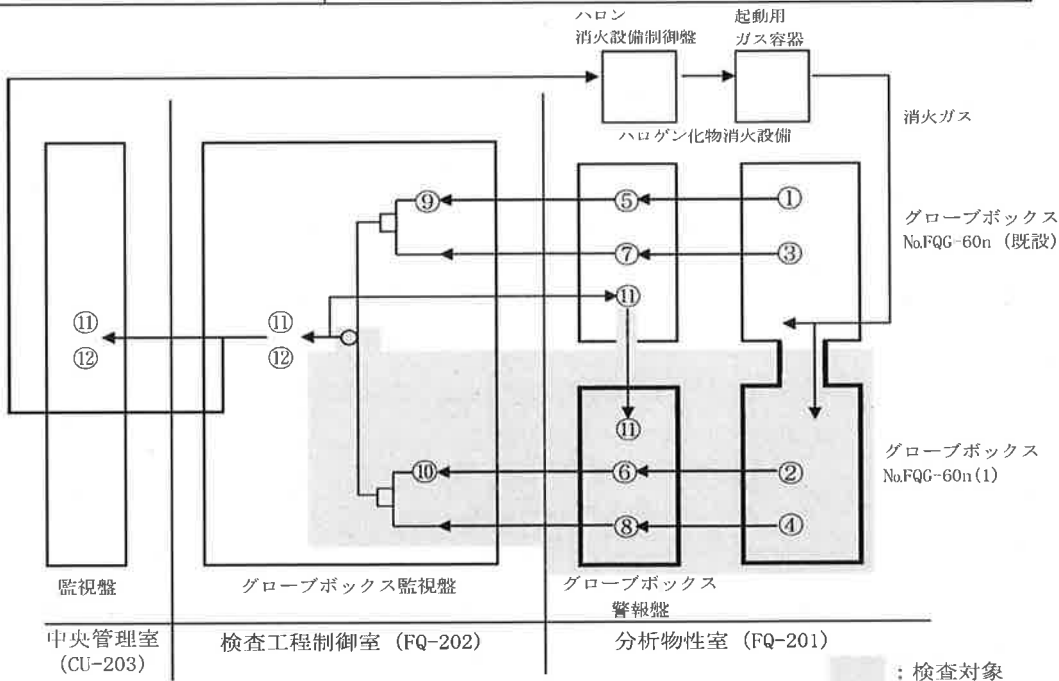 ハロン
消火設備制御盤
起動用
ガス容器
消火ガス
ハロゲン化物消火設備
⑨
⑤
①
グローブボックス
No.FQG-60n (既設)
⑦
③
⑪
⑪
⑫
⑪
⑫
⑪
⑩
⑥
②
グローブボックス
No.FQG-60n(1)
⑧
④
監視盤
グローブボックス監視盤
グローブボックス
警報盤
中央管理室
(CU-203)
検査工程制御室 (FQ-202)
分析物性室 (FQ-201)
：検査対象